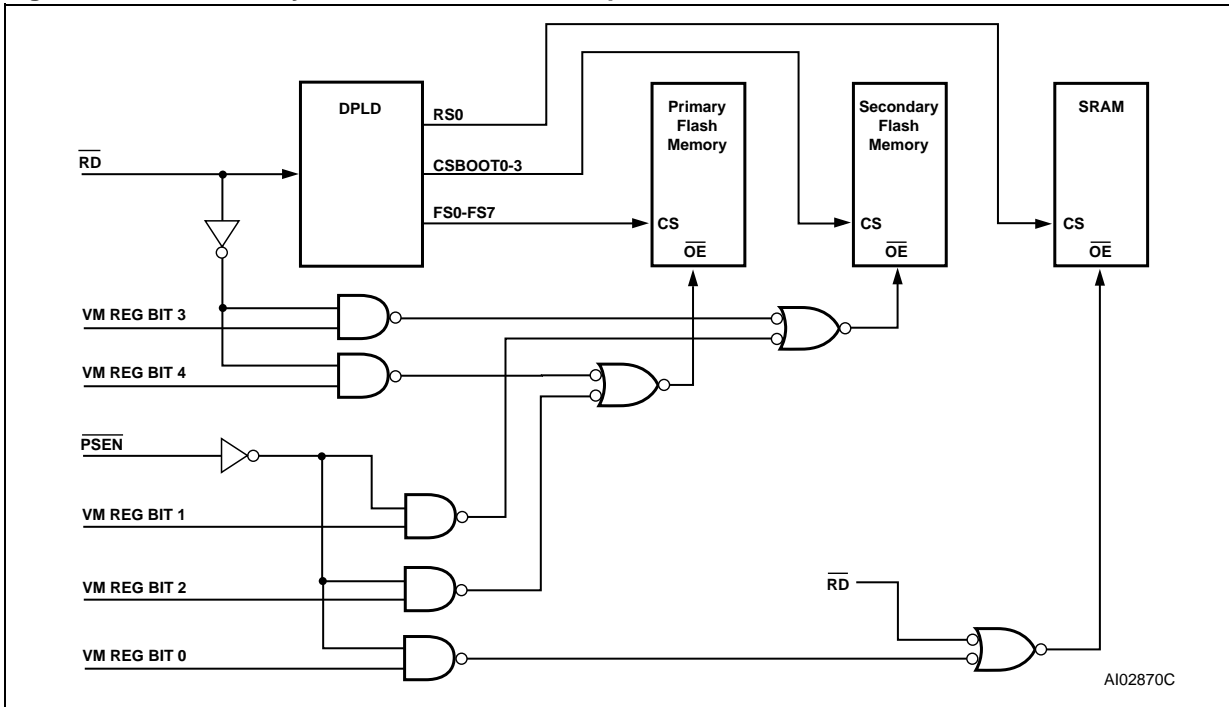 DPLD
RS0
CSBOOT0-3
FS0-FS7
Primary
Flash
Memory
CS
OE
Secondary
Flash
Memory
CS
OE
SRAM
CS
OE
RD
VM REG BIT 3
VM REG BIT 4
PSEN
VM REG BIT 1
VM REG BIT 2
VM REG BIT 0
RD
AI02870C